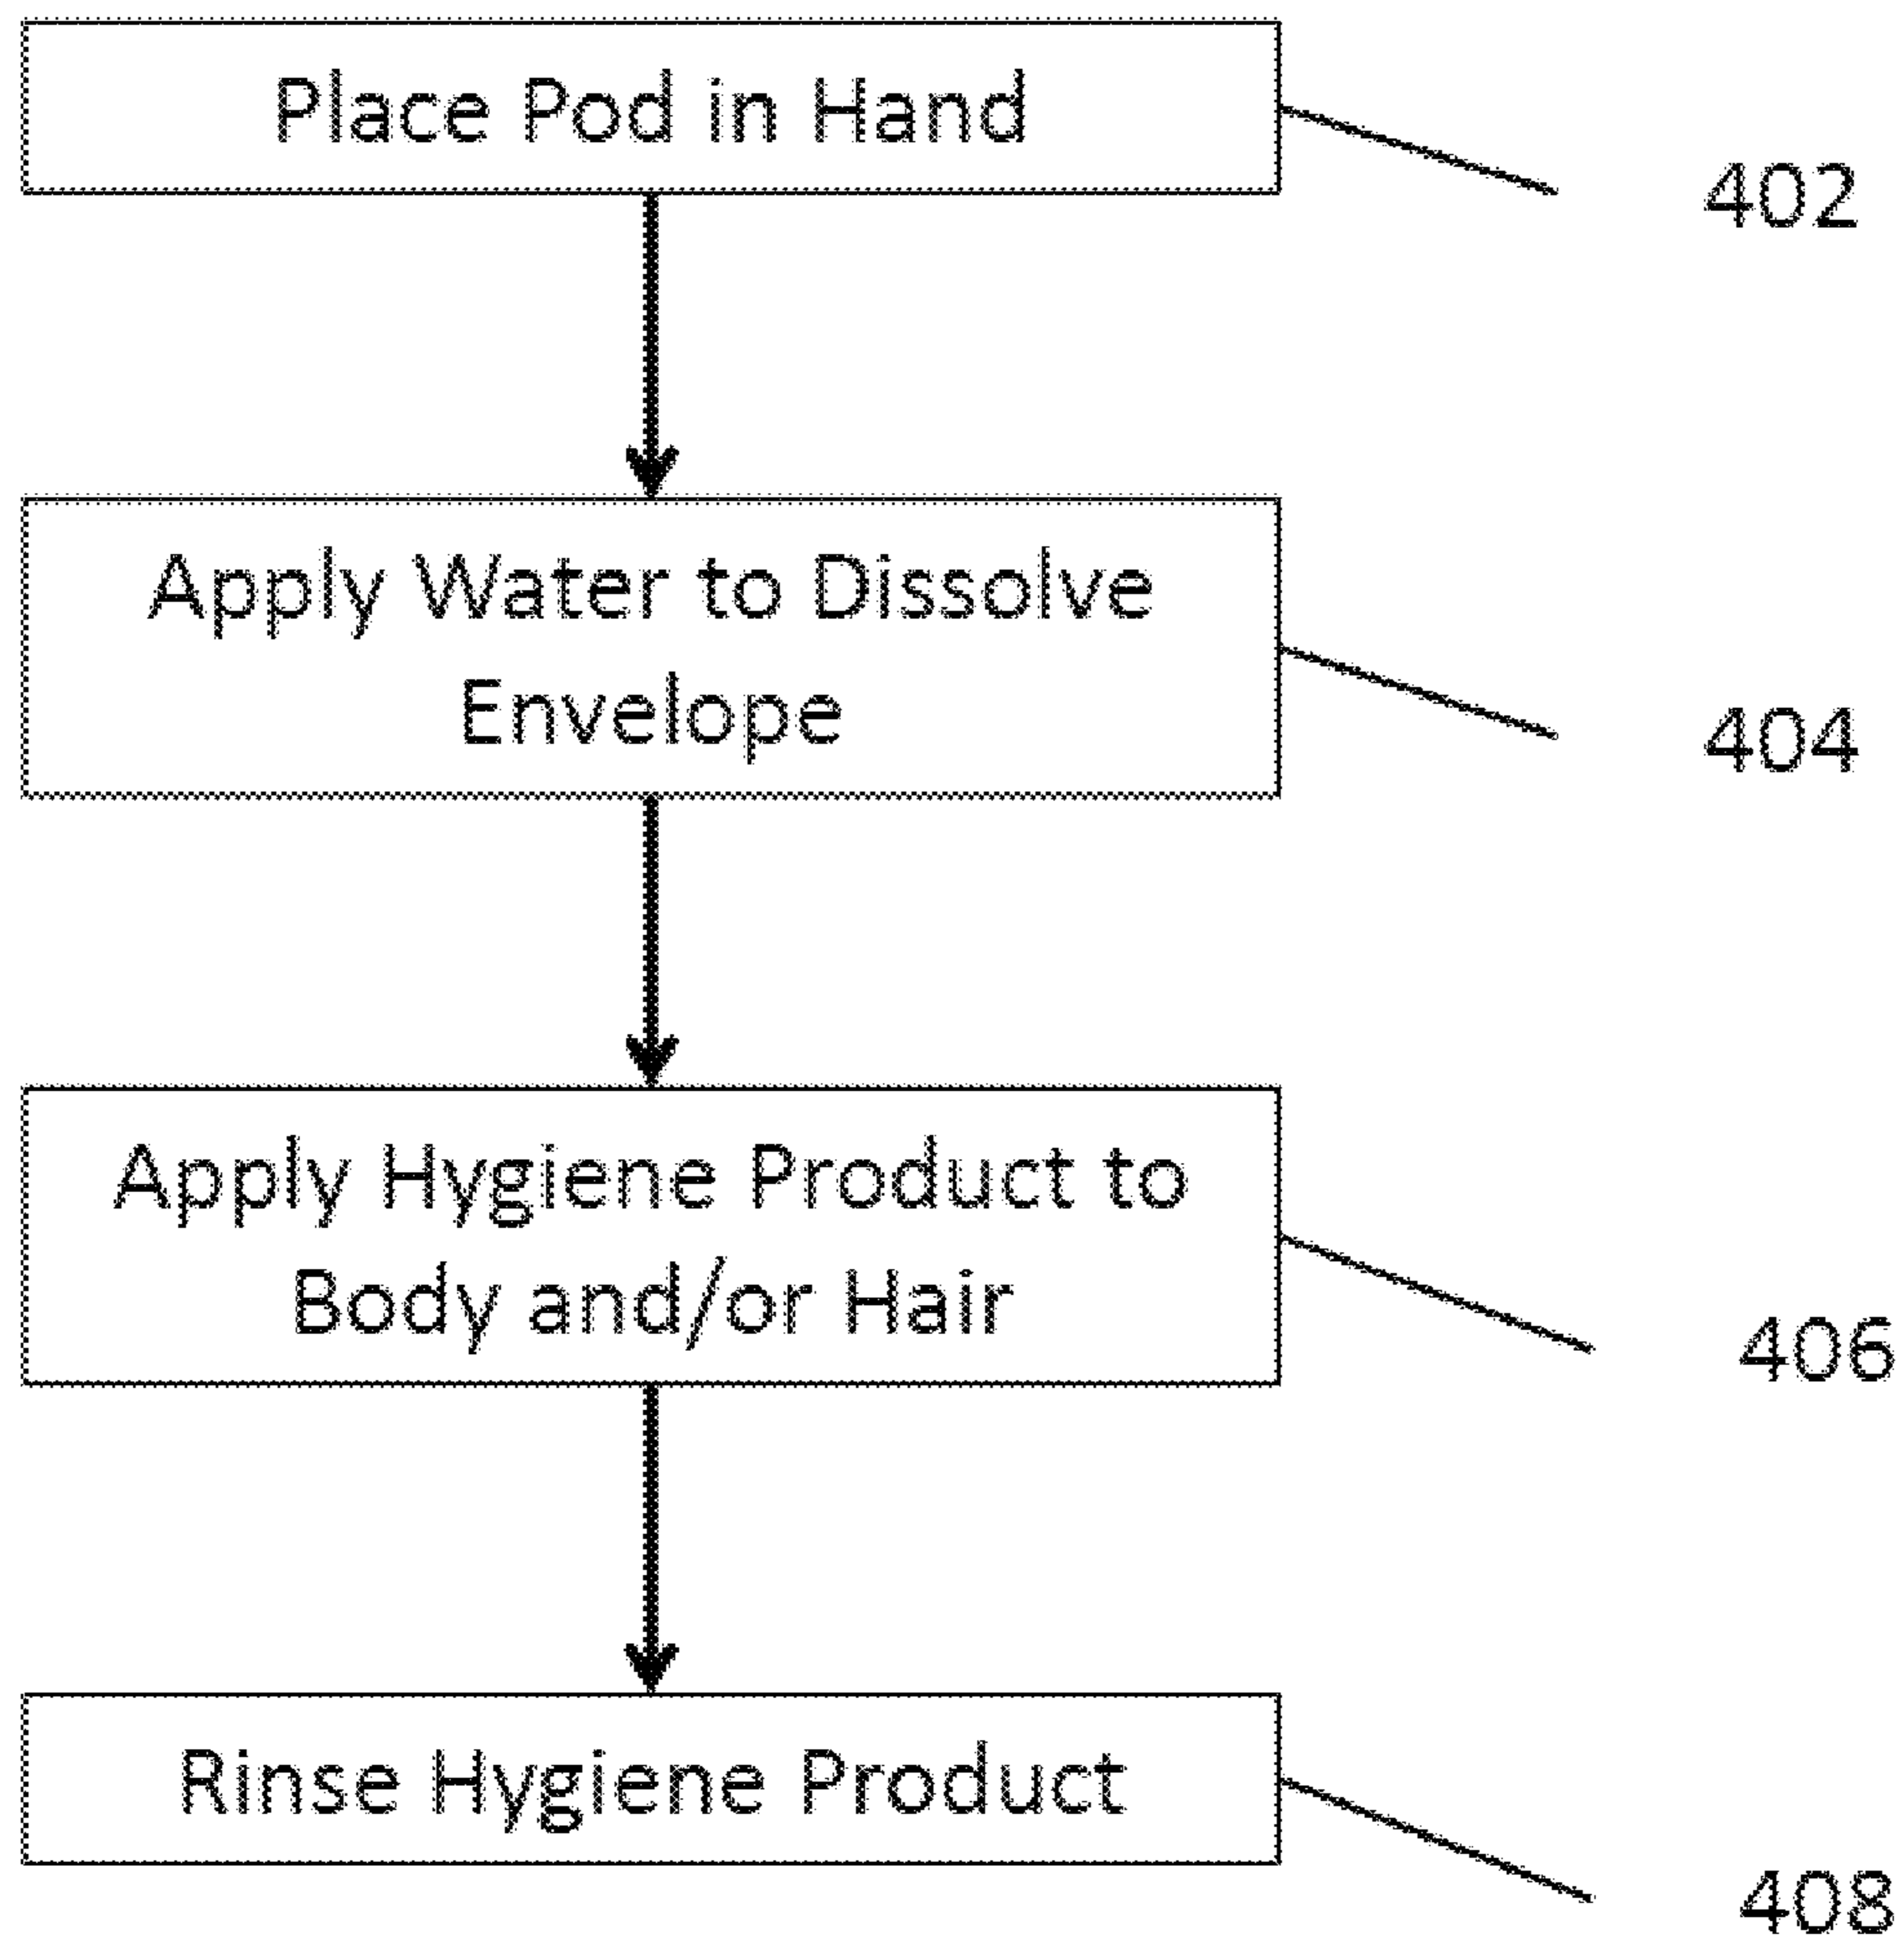 Place Pod in Hand
402
Apply Water to Dissolve
Envelope
404
Apply Hygiene Product to
Body and/or Hair
406
Rinse Hygiene Product
408